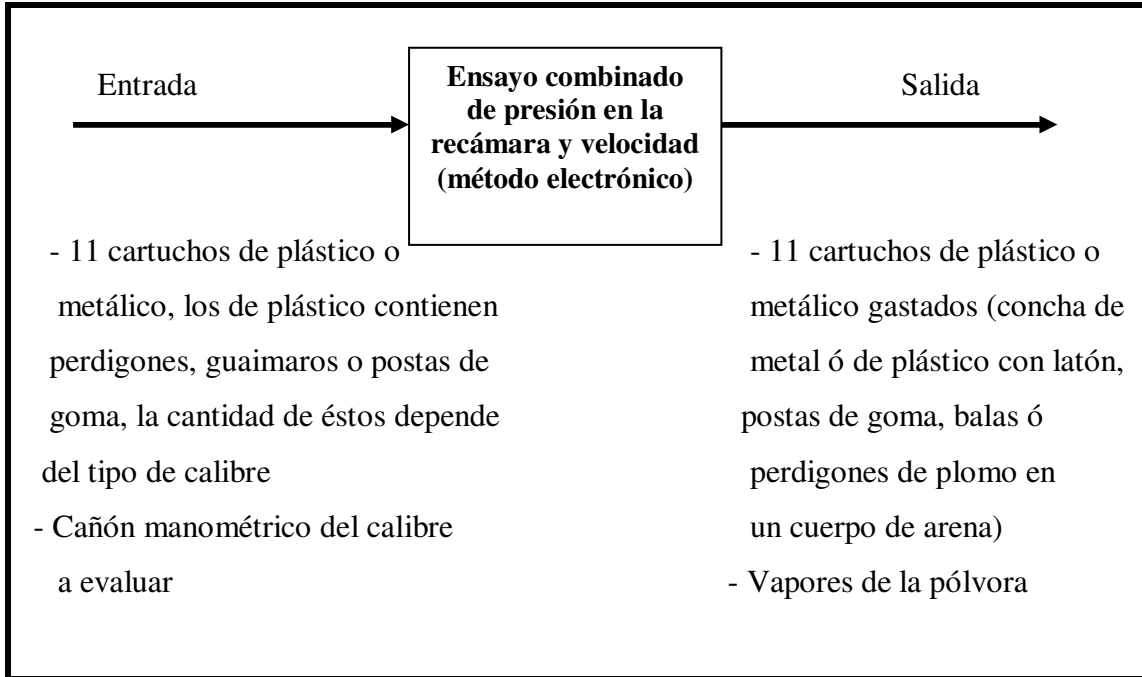 Entrada
Ensayo combinado
de presión en la
recámara y velocidad
(método electrónico)
Salida
- 11 cartuchos de plástico o
metálico, los de plástico contienen
perdigones, guaimaros o postas de
goma, la cantidad de éstos depende
del tipo de calibre
- Cañón manométrico del calibre
a evaluar
- 11 cartuchos de plástico o
metálico gastados (concha de
metal ó de plástico con latón,
postas de goma, balas ó
perdigones de plomo en
un cuerpo de arena)
- Vapores de la pólvora